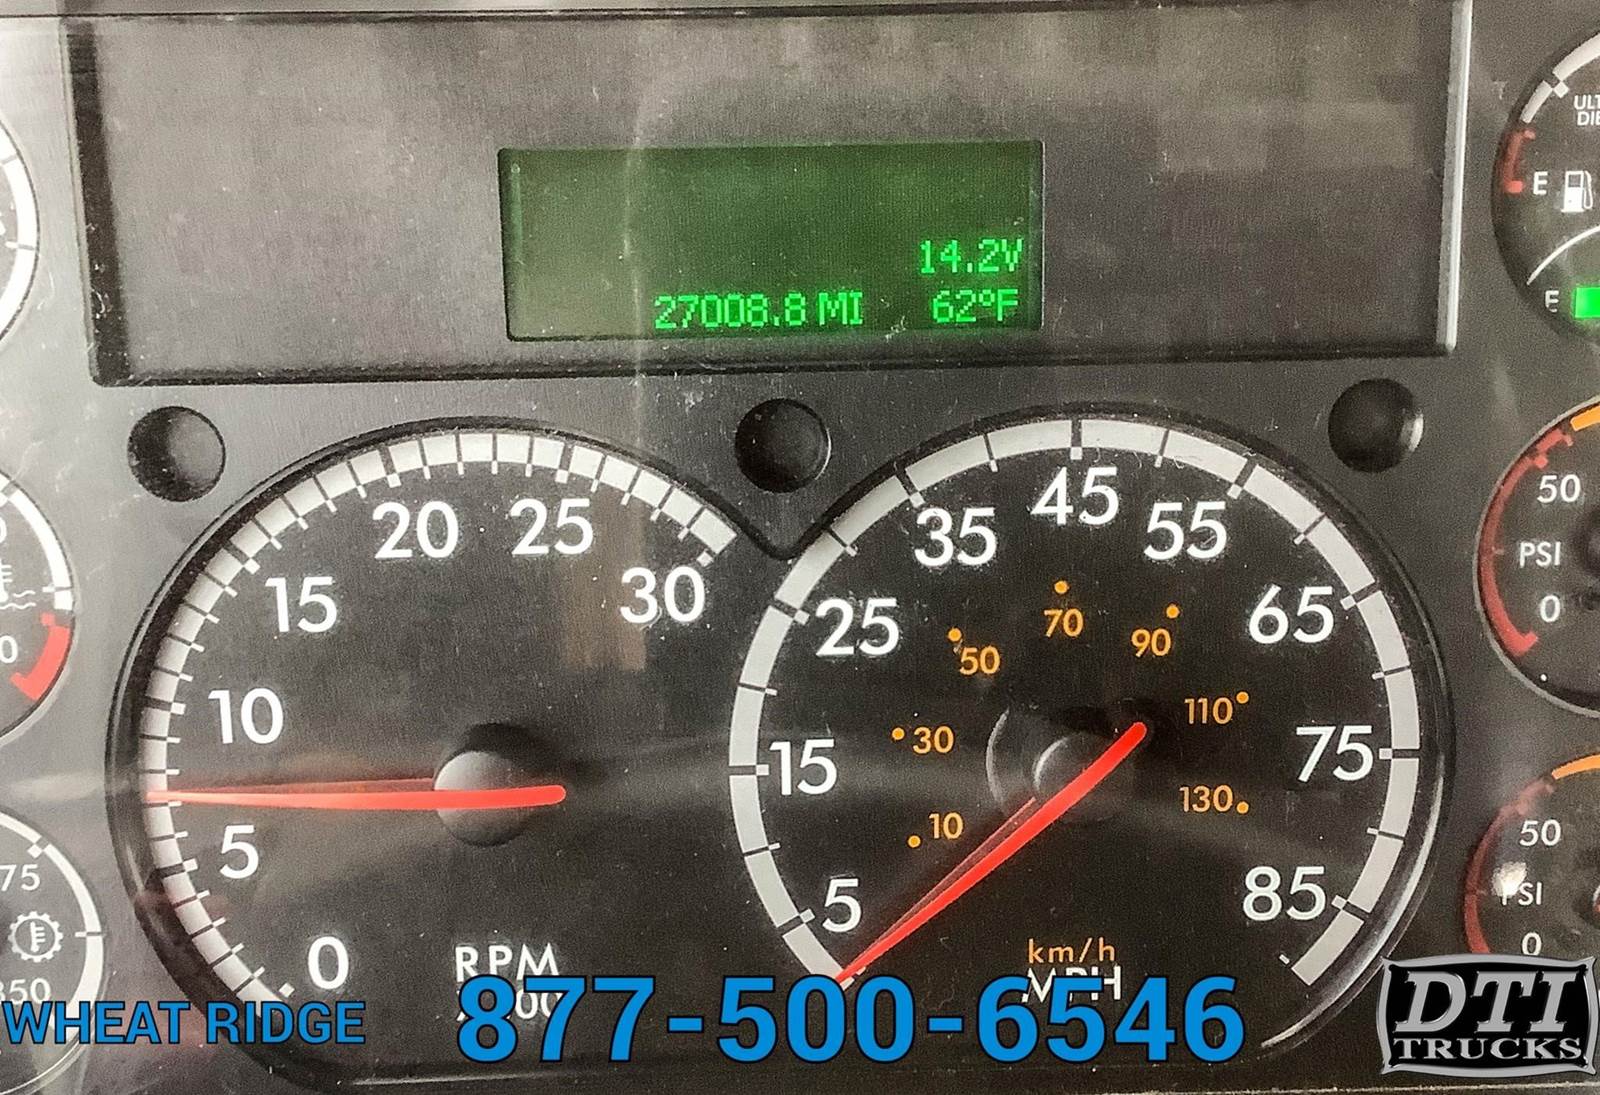 14.2V
27008.8 MI 62°F
E
E
0 5 10 15 20 25 30
RPM
5 15 25 35 45 55 65 75 85
10 30 50 70 90 110 130
km/h
MPH
50
PSI
0
50
PSI
0
75
WHEAT RIDGE
877-500-6546
DTI
TRUCKS